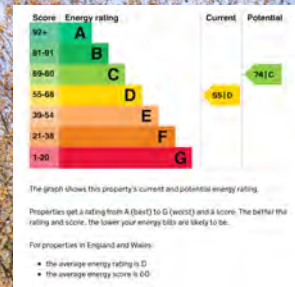 Score Energy rating Current Potential
92+ A
81-91 B
69-80 C 74|C
55-68 D 55|D
39-54 E
21-38 F
1-20 G
The graph shows this property's current and potential energy rating.
Properties get a rating from A (best) to G (worst) and a score. The better the
rating and score, the lower your energy bills are likely to be.
For properties in England and Wales:
• the average energy rating is D
• the average energy score is 60